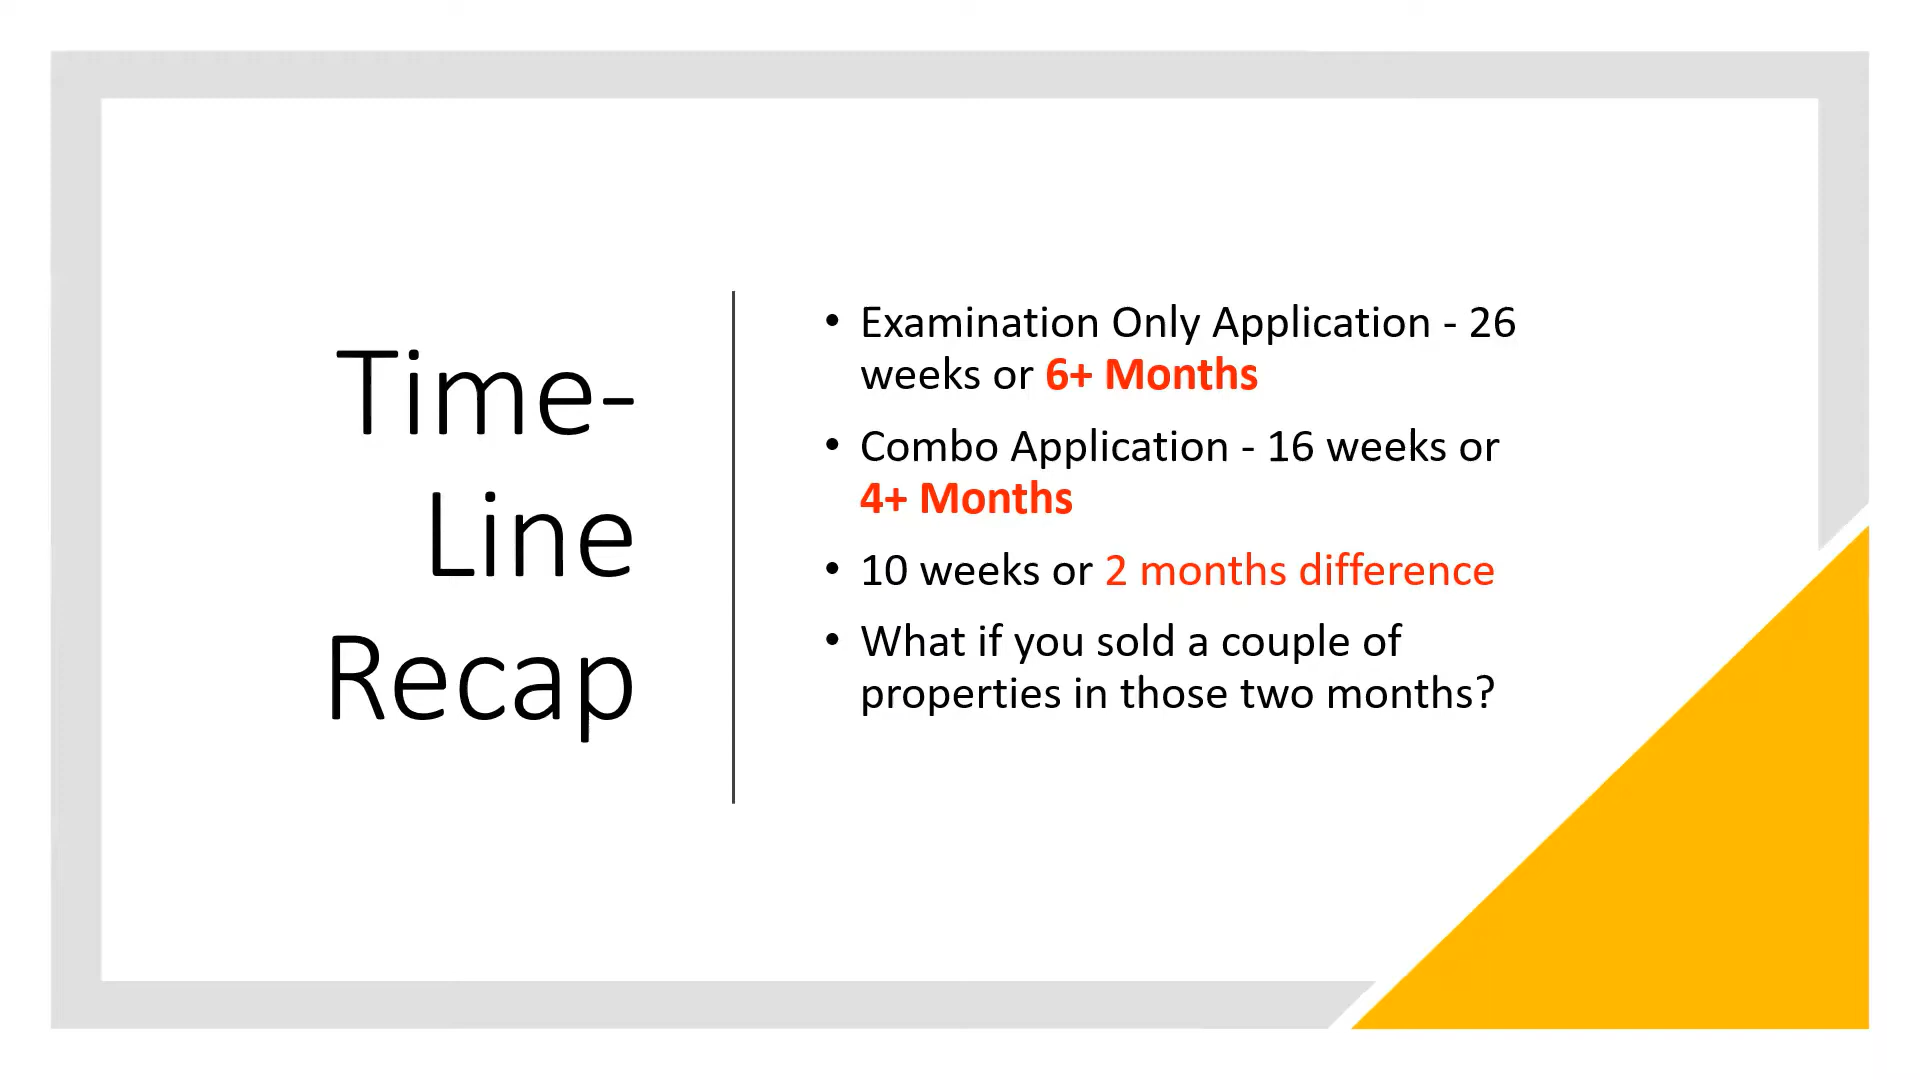 Time-
Line
Recap
• Examination Only Application - 26
weeks or 6+ Months
• Combo Application - 16 weeks or
4+ Months
• 10 weeks or 2 months difference
• What if you sold a couple of
properties in those two months?